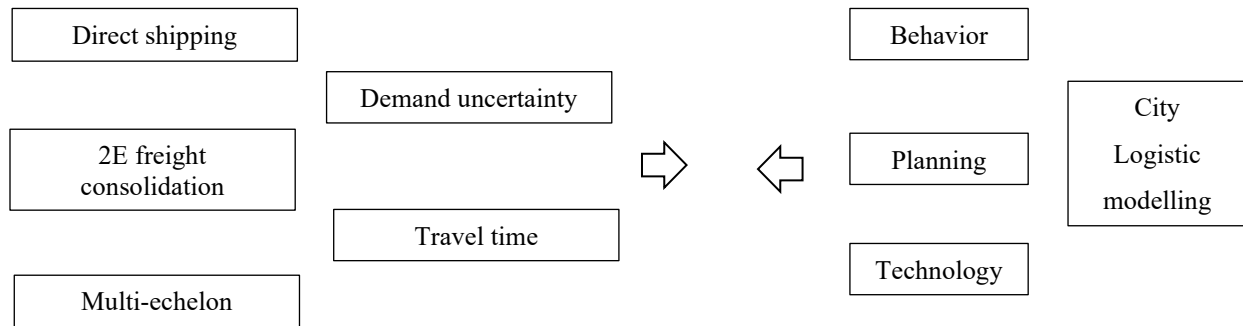 Direct shipping
2E freight
consolidation
Multi-echelon
Demand uncertainty
Travel time
Behavior
Planning
Technology
City
Logistic
modelling